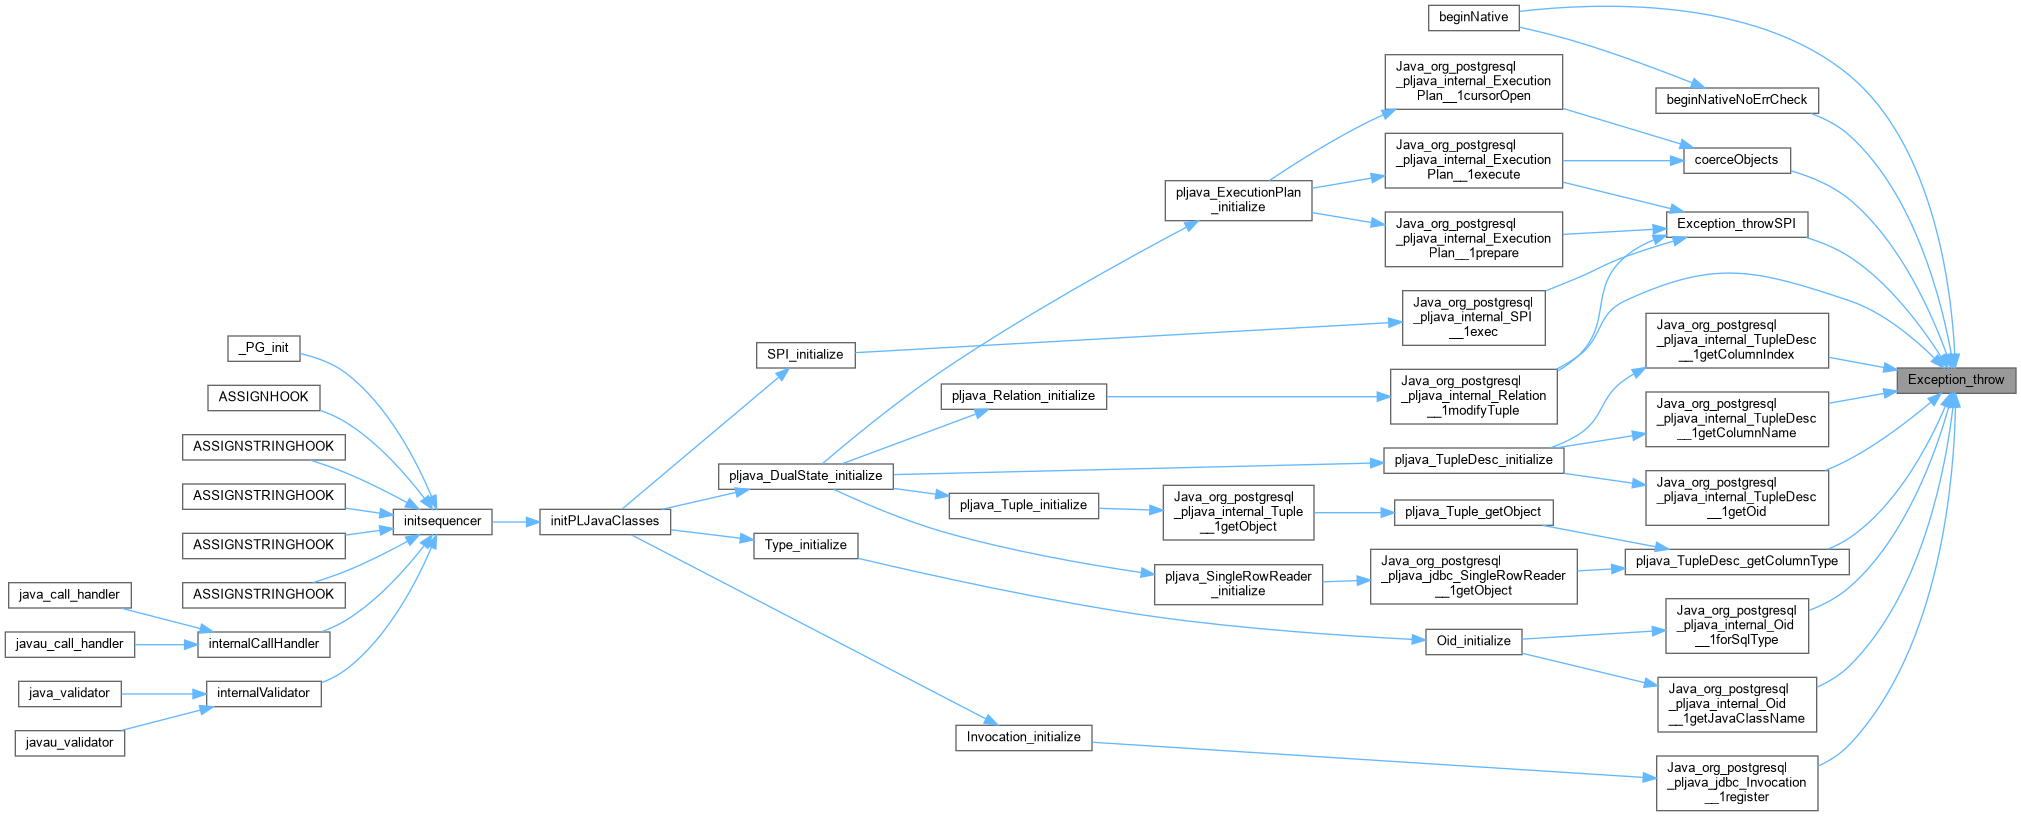 beginNative
Java_org_postgresql
_pljava_internal_Execution
Plan__1cursorOpen
beginNativeNoErrCheck
Java_org_postgresql
_pljava_internal_Execution
Plan__1execute
coerceObjects
pljava_ExecutionPlan
_initialize
Java_org_postgresql
_pljava_internal_Execution
Plan__1prepare
Exception_throwSPI
Java_org_postgresql
_pljava_internal_SPI
__1exec
Java_org_postgresql
_pljava_internal_TupleDesc
__1getColumnIndex
_PG_init
SPI_initialize
ASSIGNHOOK
pljava_Relation_initialize
Java_org_postgresql
_pljava_internal_Relation
__1modifyTuple
Exception_throw
Java_org_postgresql
_pljava_internal_TupleDesc
__1getColumnName
ASSIGNSTRINGHOOK
pljava_DualState_initialize
pljava_TupleDesc_initialize
ASSIGNSTRINGHOOK
pljava_Tuple_initialize
Java_org_postgresql
_pljava_internal_Tuple
__1getObject
pljava_Tuple_getObject
Java_org_postgresql
_pljava_internal_TupleDesc
__1getOid
initsequencer
initPLJavaClasses
ASSIGNSTRINGHOOK
Type_initialize
pljava_TupleDesc_getColumnType
java_call_handler
ASSIGNSTRINGHOOK
pljava_SingleRowReader
_initialize
Java_org_postgresql
_pljava_jdbc_SingleRowReader
__1getObject
javau_call_handler
internalCallHandler
Oid_initialize
Java_org_postgresql
_pljava_internal_Oid
__1forSqlType
java_validator
internalValidator
Java_org_postgresql
_pljava_internal_Oid
__1getJavaClassName
javau_validator
Invocation_initialize
Java_org_postgresql
_pljava_jdbc_Invocation
__1register